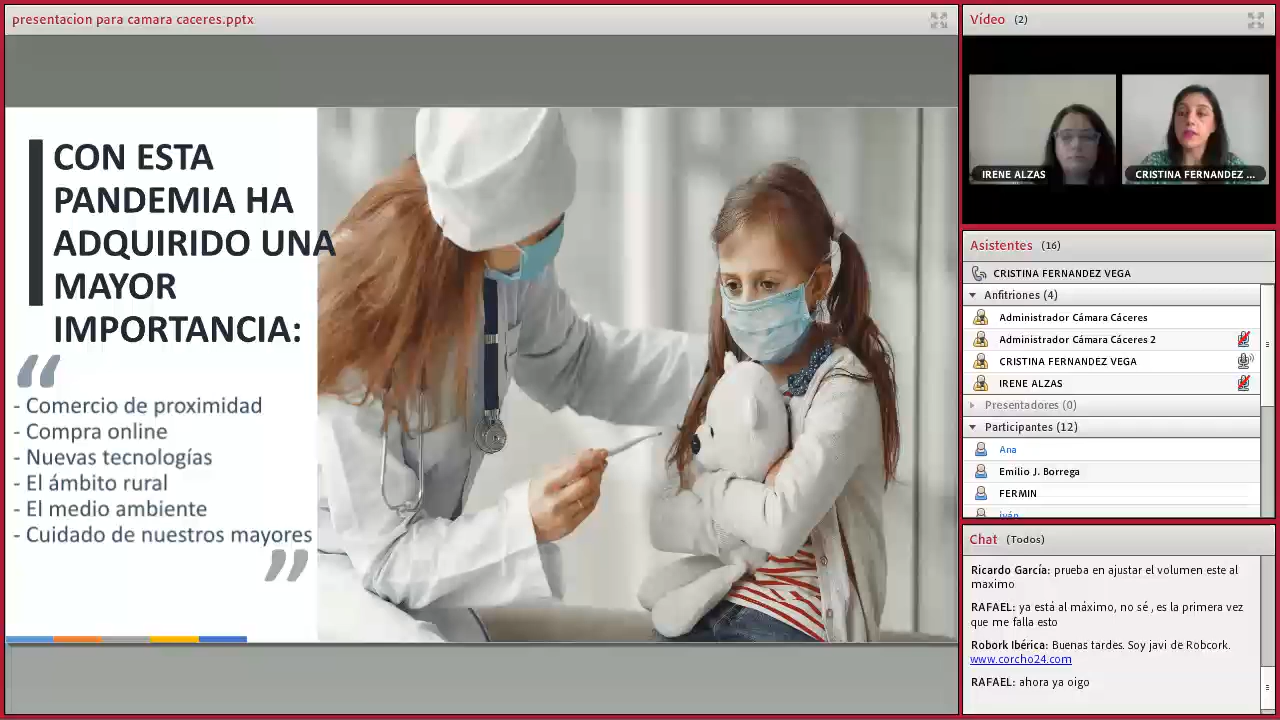 presentacion para camara caceres.pptx
CON ESTA
PANDEMIA HA
ADQUIRIDO UNA
MAYOR
IMPORTANCIA:
“
- Comercio de proximidad
- Compra online
- Nuevas tecnologías
- El ámbito rural
- El medio ambiente
- Cuidado de nuestros mayores
”
Vídeo (2)
IRENE ALZAS
CRISTINA FERNANDEZ ...
Asistentes (16)
CRISTINA FERNANDEZ VEGA
Anfitriones (4)
Administrador Cámara Cáceres
Administrador Cámara Cáceres 2
CRISTINA FERNANDEZ VEGA
IRENE ALZAS
Presentadores (0)
Participantes (12)
Ana
Emilio J. Borrega
FERMIN
iván
Chat (Todos)
Ricardo García: prueba en ajustar el volumen este al
maximo
RAFAEL: ya está al máximo, no sé , es la primera vez
que me falla esto
Robork Ibérica: Buenas tardes. Soy javi de Robcork.
www.corcho24.com
RAFAEL: ahora ya oigo